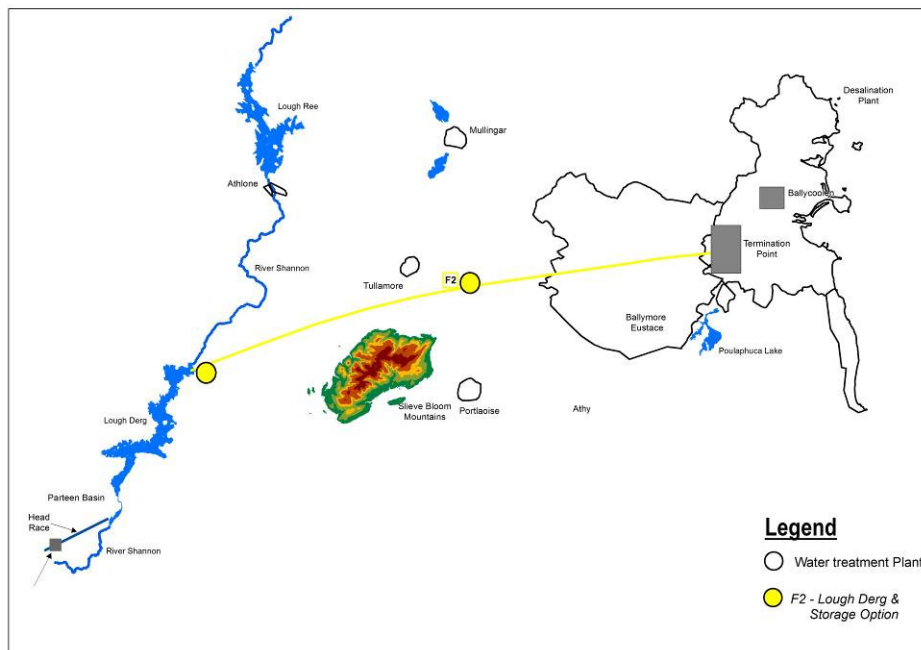 Lough Ree
Mullingar
Desalination
Plant
Athlone
Ballycoolen
River Shannon
Tullamore
F2
Termination
Point
Ballymore
Eustace
Poulaphuca Lake
Slieve Bloom
Mountains
Portlaoise
Athy
Lough Derg
Parteen Basin
Head
Race
River Shannon
Legend
Water treatment Plant
F2 - Lough Derg &
Storage Option